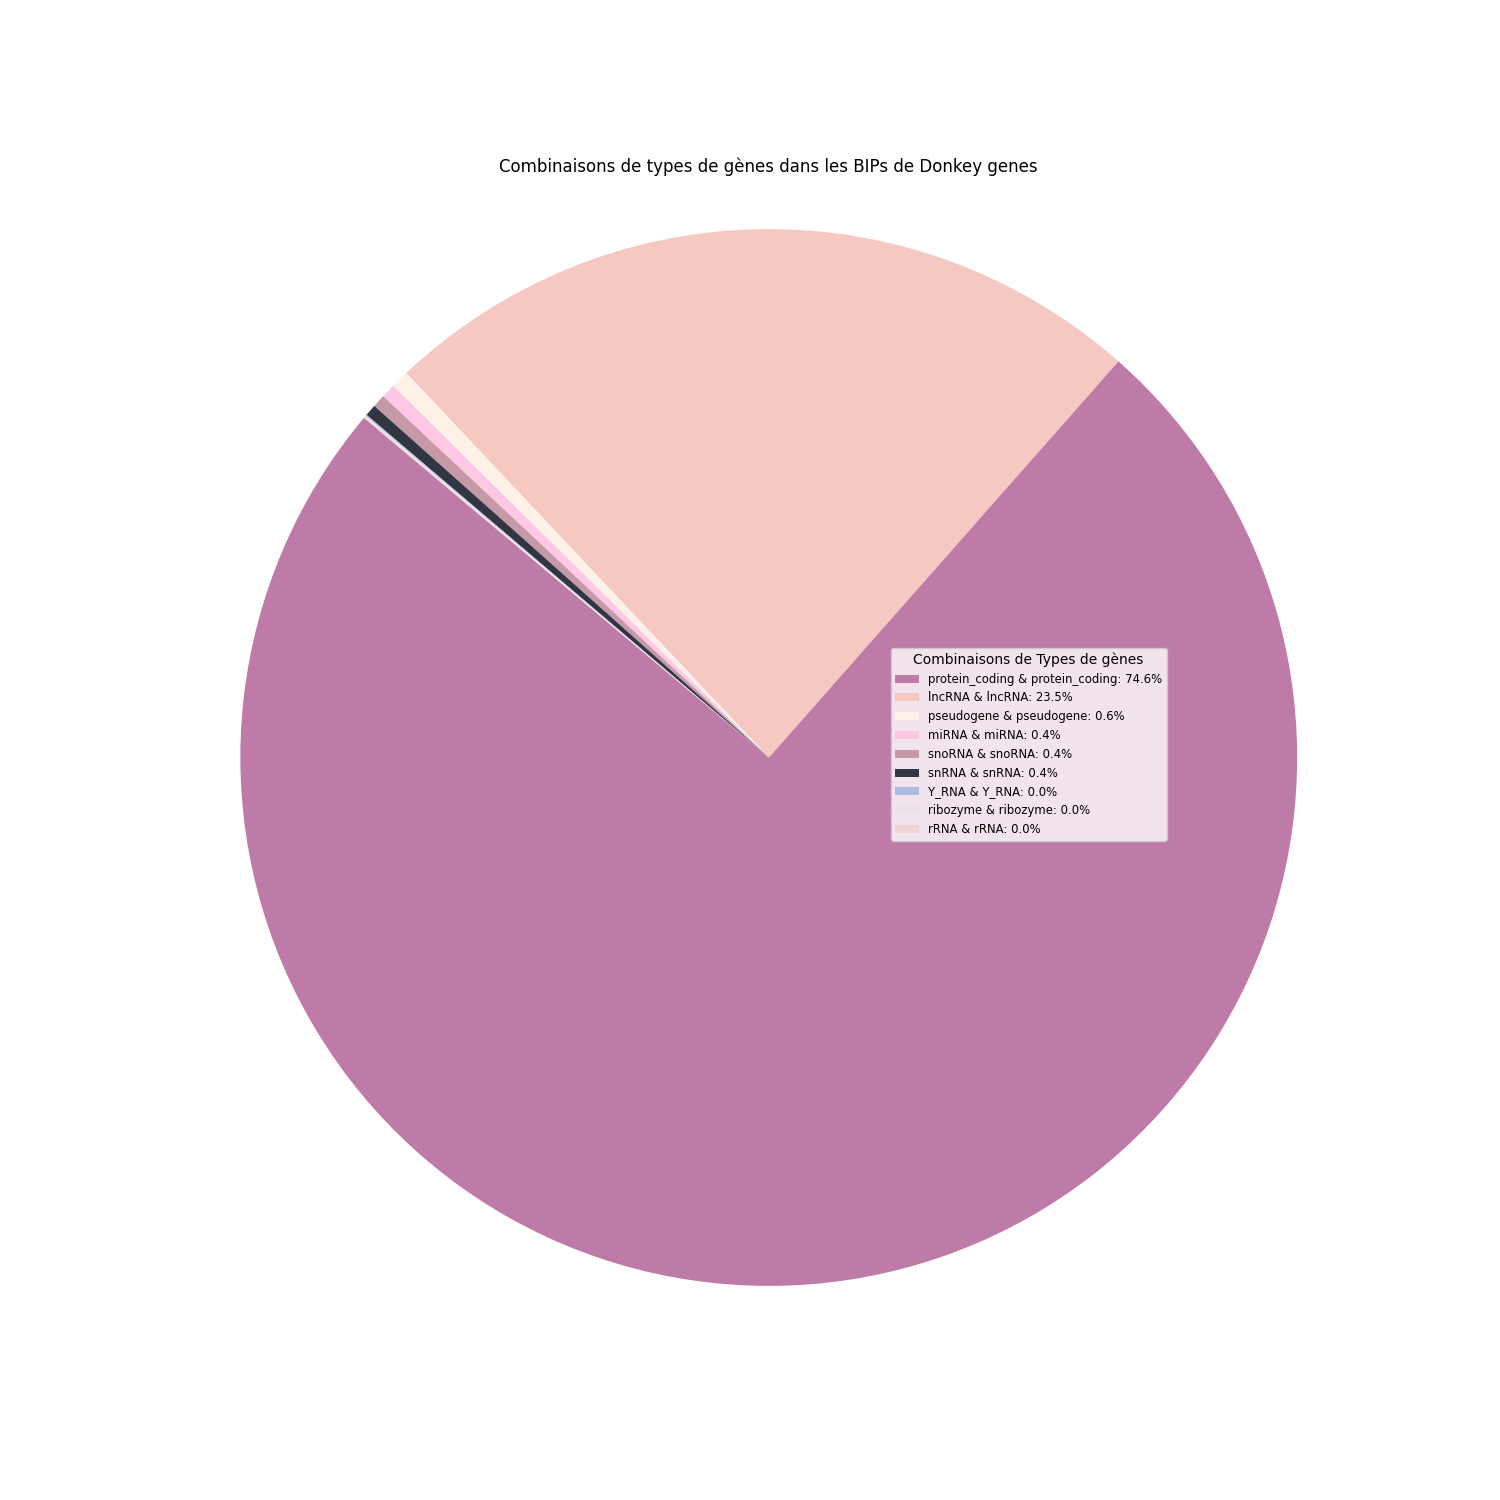 Combinaisons de types de gènes dans les BIPs de Donkey genes
Combinaisons de Types de gènes
protein_coding & protein_coding: 74.6%
lncRNA & lncRNA: 23.5%
pseudogene & pseudogene: 0.6%
miRNA & miRNA: 0.4%
snoRNA & snoRNA: 0.4%
snRNA & snRNA: 0.4%
Y_RNA & Y_RNA: 0.0%
ribozyme & ribozyme: 0.0%
rRNA & rRNA: 0.0%